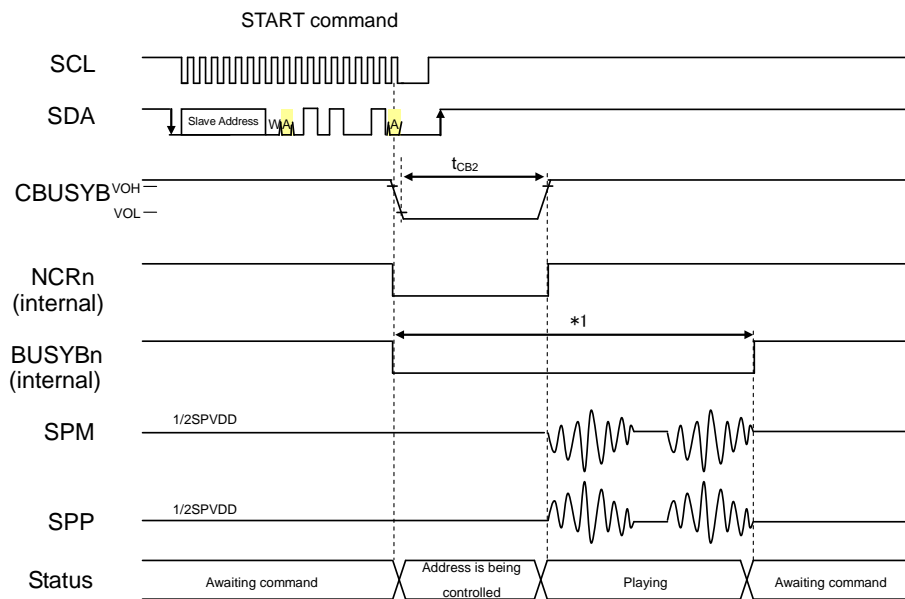 START command
SCL
SDA
Slave Address
W
A
A
tCB2
CBUSYB
VOH
VOL
NCRn
(internal)
*1
BUSYBn
(internal)
SPM
1/2SPVDD
SPP
1/2SPVDD
Status
Awaiting command
Address is being
controlled
Playing
Awaiting command